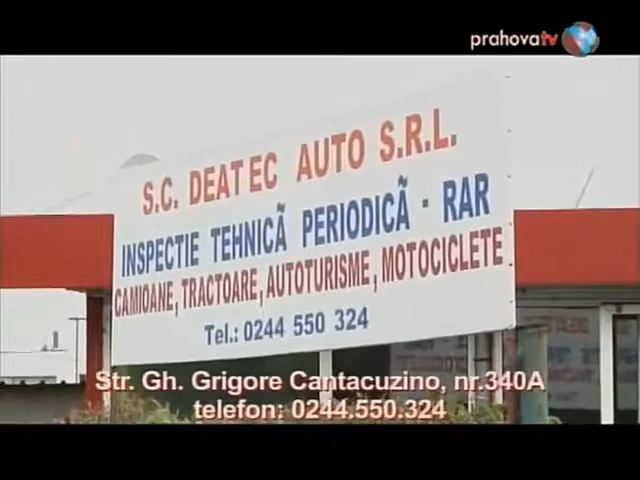 prahovatv
S.C. DEATEC AUTO S.R.L.
INSPECTIE TEHNICĂ PERIODICĂ - RAR
CAMIOANE, TRACTOARE, AUTOTURISME, MOTOCICLETE
Tel.: 0244 550 324
Str. Gh. Grigore Cantacuzino, nr.340A
telefon: 0244.550.324